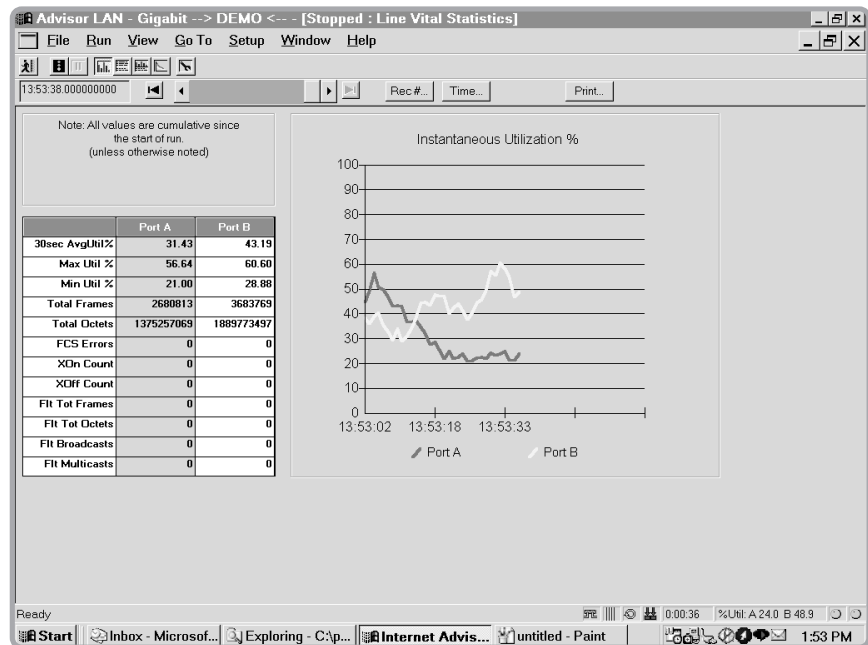 Advisor LAN - Gigabit --> DEMO <-- - [Stopped : Line Vital Statistics]
File Run View Go To Setup Window Help
13:53:38.000000000 Rec #... Time... Print...
Note: All values are cumulative since
the start of run.
(unless otherwise noted)
Port A Port B
30sec AvgUtil% 31.43 43.19
Max Util % 56.64 60.60
Min Util % 21.00 28.88
Total Frames 2680813 3683769
Total Octets 1375257069 1889773497
FCS Errors 0 0
XOn Count 0 0
XOff Count 0 0
Flt Tot Frames 0 0
Flt Tot Octets 0 0
Flt Broadcasts 0 0
Flt Multicasts 0 0
Instantaneous Utilization %
100
90
80
70
60
50
40
30
20
10
0
13:53:02 13:53:18 13:53:33
Port A Port B
Ready 0:00:36 %Util: A 24.0 B 48.9
Start Inbox - Microsof... Exploring - C:\p... Internet Advis... untitled - Paint 1:53 PM